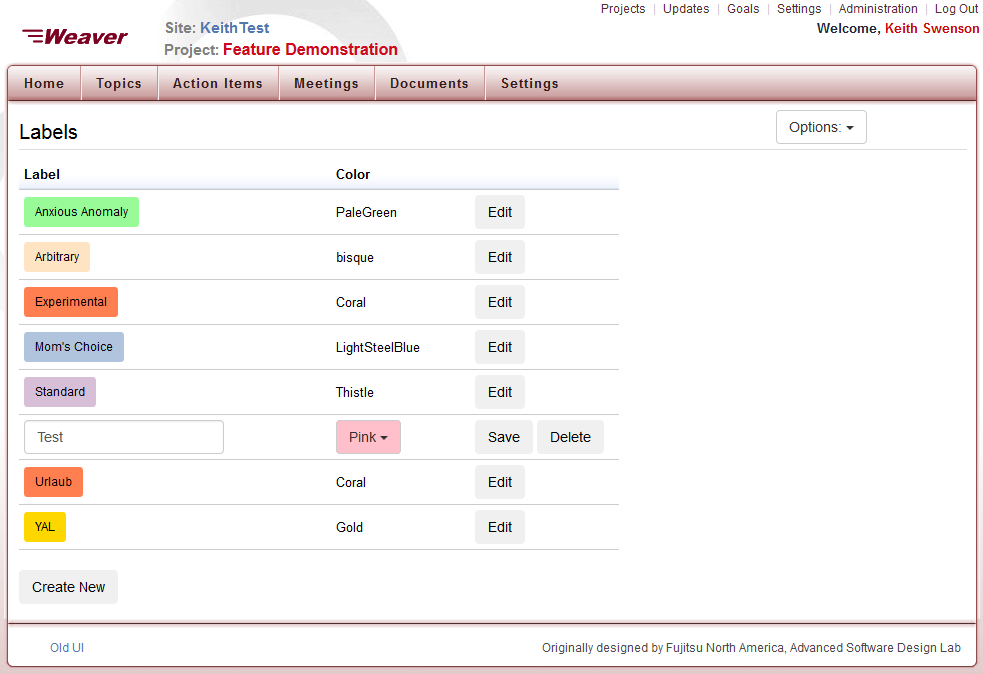 Projects | Updates | Goals | Settings | Administration | Log Out
Weaver
Site: KeithTest
Welcome, Keith Swenson
Project: Feature Demonstration
Home Topics Action Items Meetings Documents Settings
Labels
Options:
Label Color
Anxious Anomaly PaleGreen Edit
Arbitrary bisque Edit
Experimental Coral Edit
Mom's Choice LightSteelBlue Edit
Standard Thistle Edit
Test Pink Save Delete
Urlaub Coral Edit
YAL Gold Edit
Create New
Old UI Originally designed by Fujitsu North America, Advanced Software Design Lab